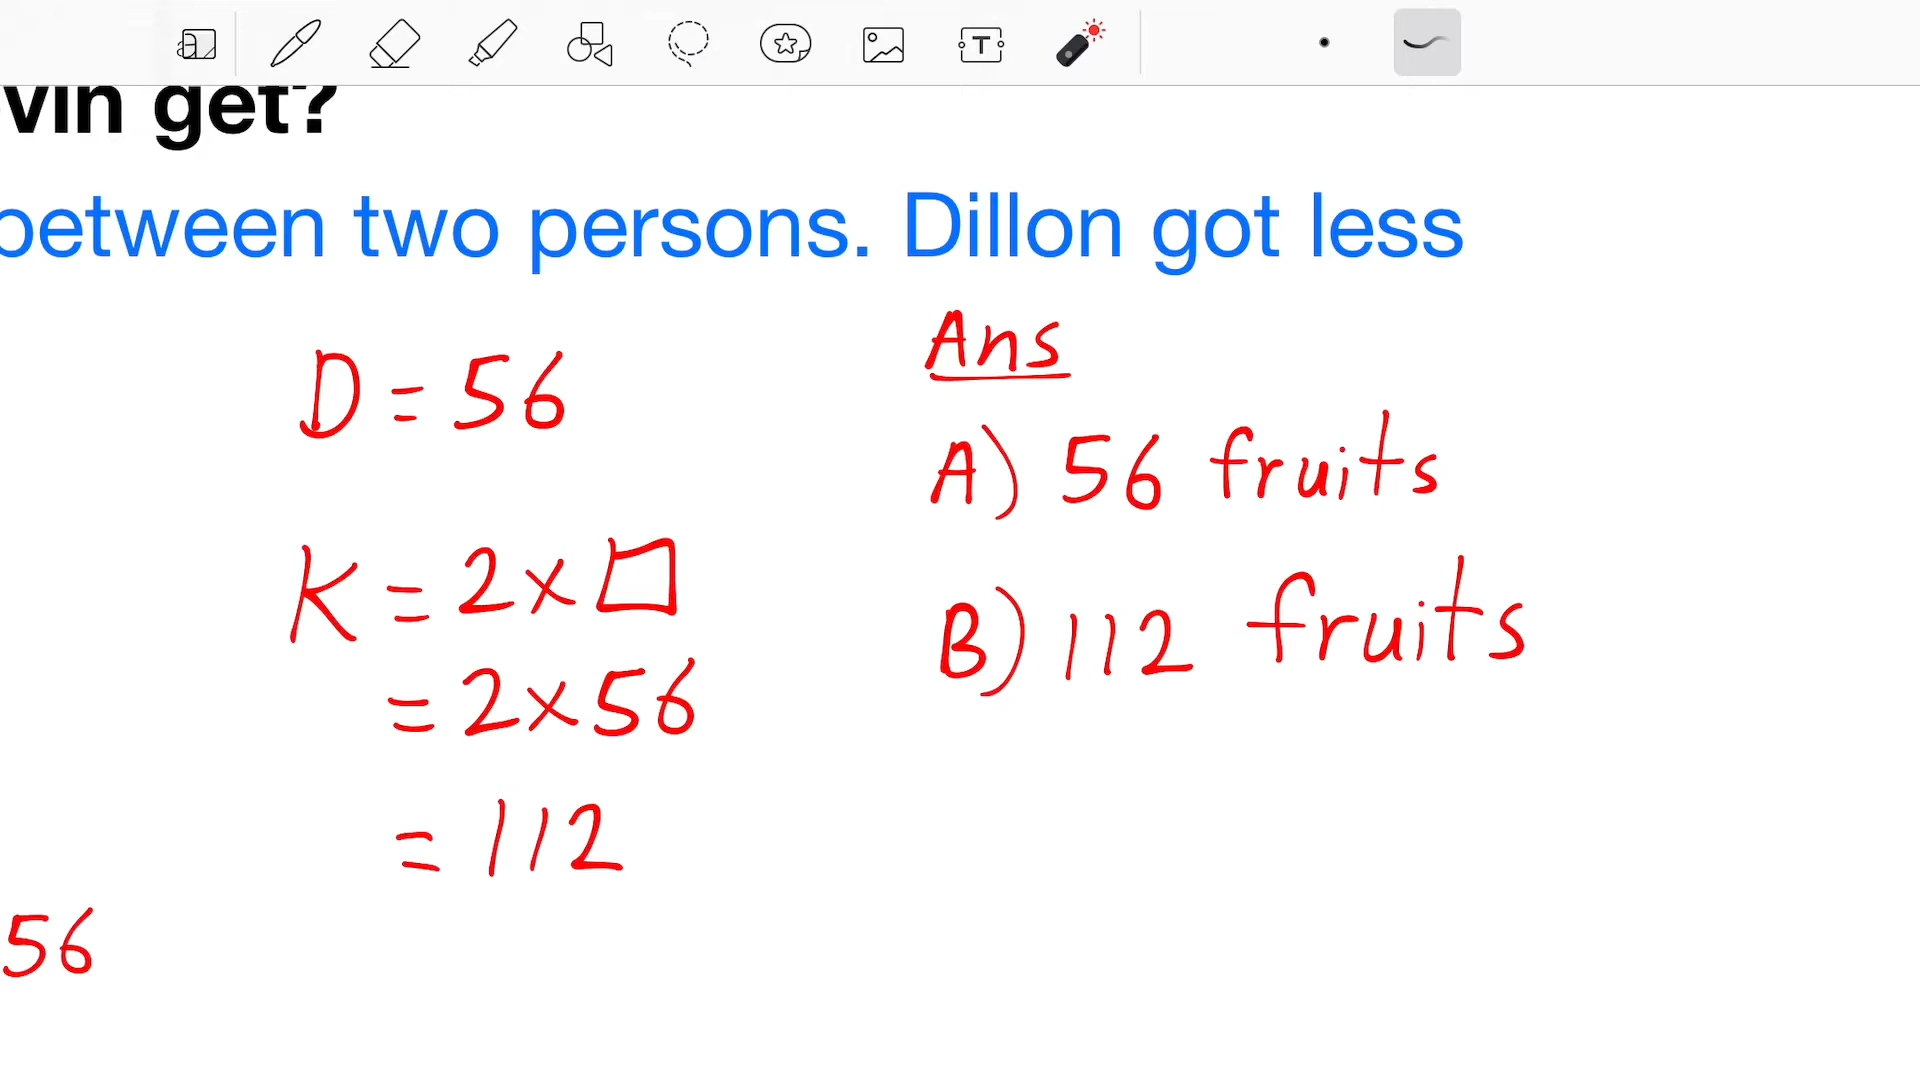 vin get?
between two persons. Dillon got less
D = 56
K = 2 × □
= 2 × 56
= 112
56
Ans
A) 56 fruits
B) 112 fruits